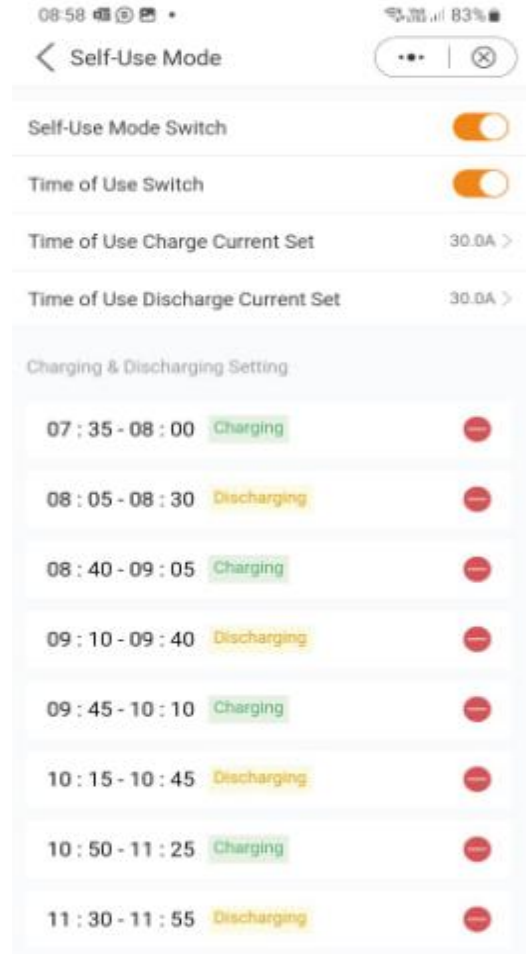 08:58 83%
Self-Use Mode
Self-Use Mode Switch
Time of Use Switch
Time of Use Charge Current Set 30.0A >
Time of Use Discharge Current Set 30.0A >
Charging & Discharging Setting
07 : 35 - 08 : 00 Charging
08 : 05 - 08 : 30 Discharging
08 : 40 - 09 : 05 Charging
09 : 10 - 09 : 40 Discharging
09 : 45 - 10 : 10 Charging
10 : 15 - 10 : 45 Discharging
10 : 50 - 11 : 25 Charging
11 : 30 - 11 : 55 Discharging